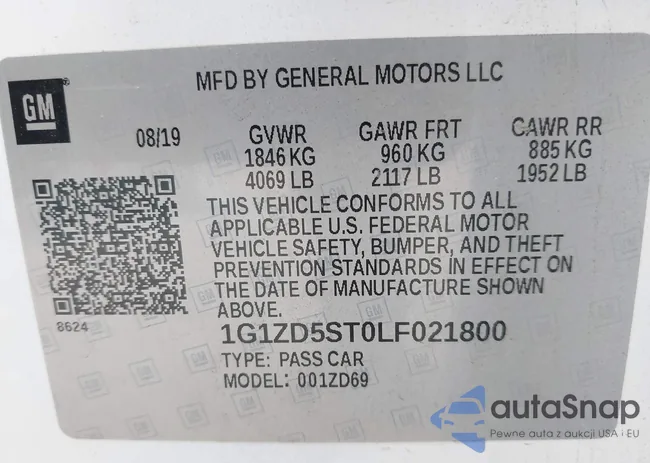 GM
MFD BY GENERAL MOTORS LLC
08/19 GVWR GAWR FRT CAWR RR
1846 KG 960 KG 885 KG
4069 LB 2117 LB 1952 LB
THIS VEHICLE CONFORMS TO ALL
APPLICABLE U.S. FEDERAL MOTOR
VEHICLE SAFETY, BUMPER, AND THEFT
PREVENTION STANDARDS IN EFFECT ON
THE DATE OF MANUFACTURE SHOWN
ABOVE.
8624
1G1ZD5ST0LF021800
TYPE: PASS CAR
MODEL: 001ZD69
autaSnap
Pewne auta z aukcji USA i EU